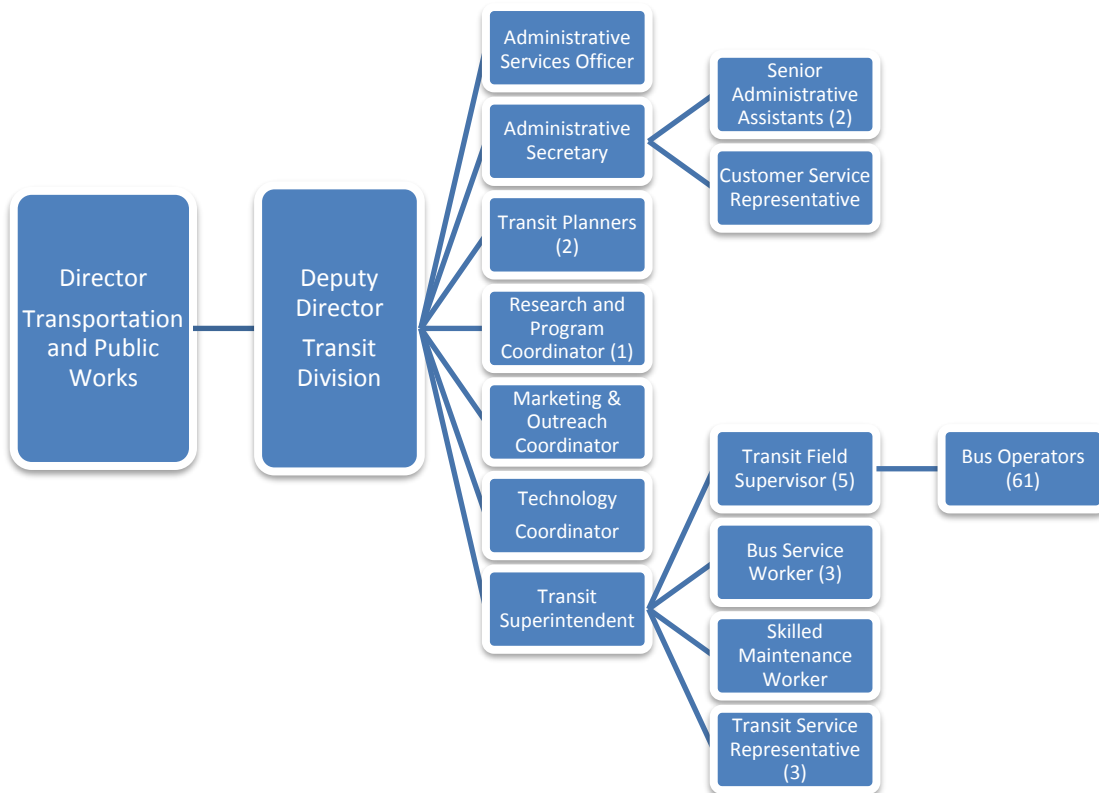 Director
Transportation
and Public
Works
Deputy
Director
Transit
Division
Administrative
Services Officer
Administrative
Secretary
Transit Planners
(2)
Research and
Program
Coordinator (1)
Marketing &
Outreach
Coordinator
Technology
Coordinator
Transit
Superintendent
Senior
Administrative
Assistants (2)
Customer Service
Representative
Transit Field
Supervisor (5)
Bus Service
Worker (3)
Skilled
Maintenance
Worker
Transit Service
Representative
(3)
Bus Operators
(61)